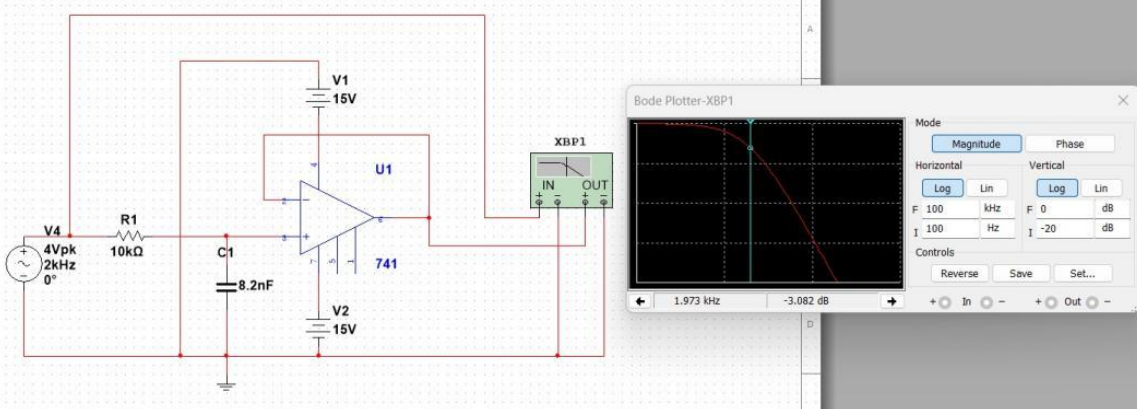 A
V1
15V
Bode Plotter-XBP1
XBP1
IN OUT
+ − + −
4
U1
2
3
6
7
5
1
741
V4
4Vpk
2kHz
0°
R1
10kΩ
C1
8.2nF
V2
15V
D
Mode
Magnitude Phase
Horizontal Vertical
Log Lin Log Lin
F 100 kHz F 0 dB
I 100 Hz I -20 dB
Controls
Reverse Save Set...
1.973 kHz -3.082 dB
+ In − + Out −